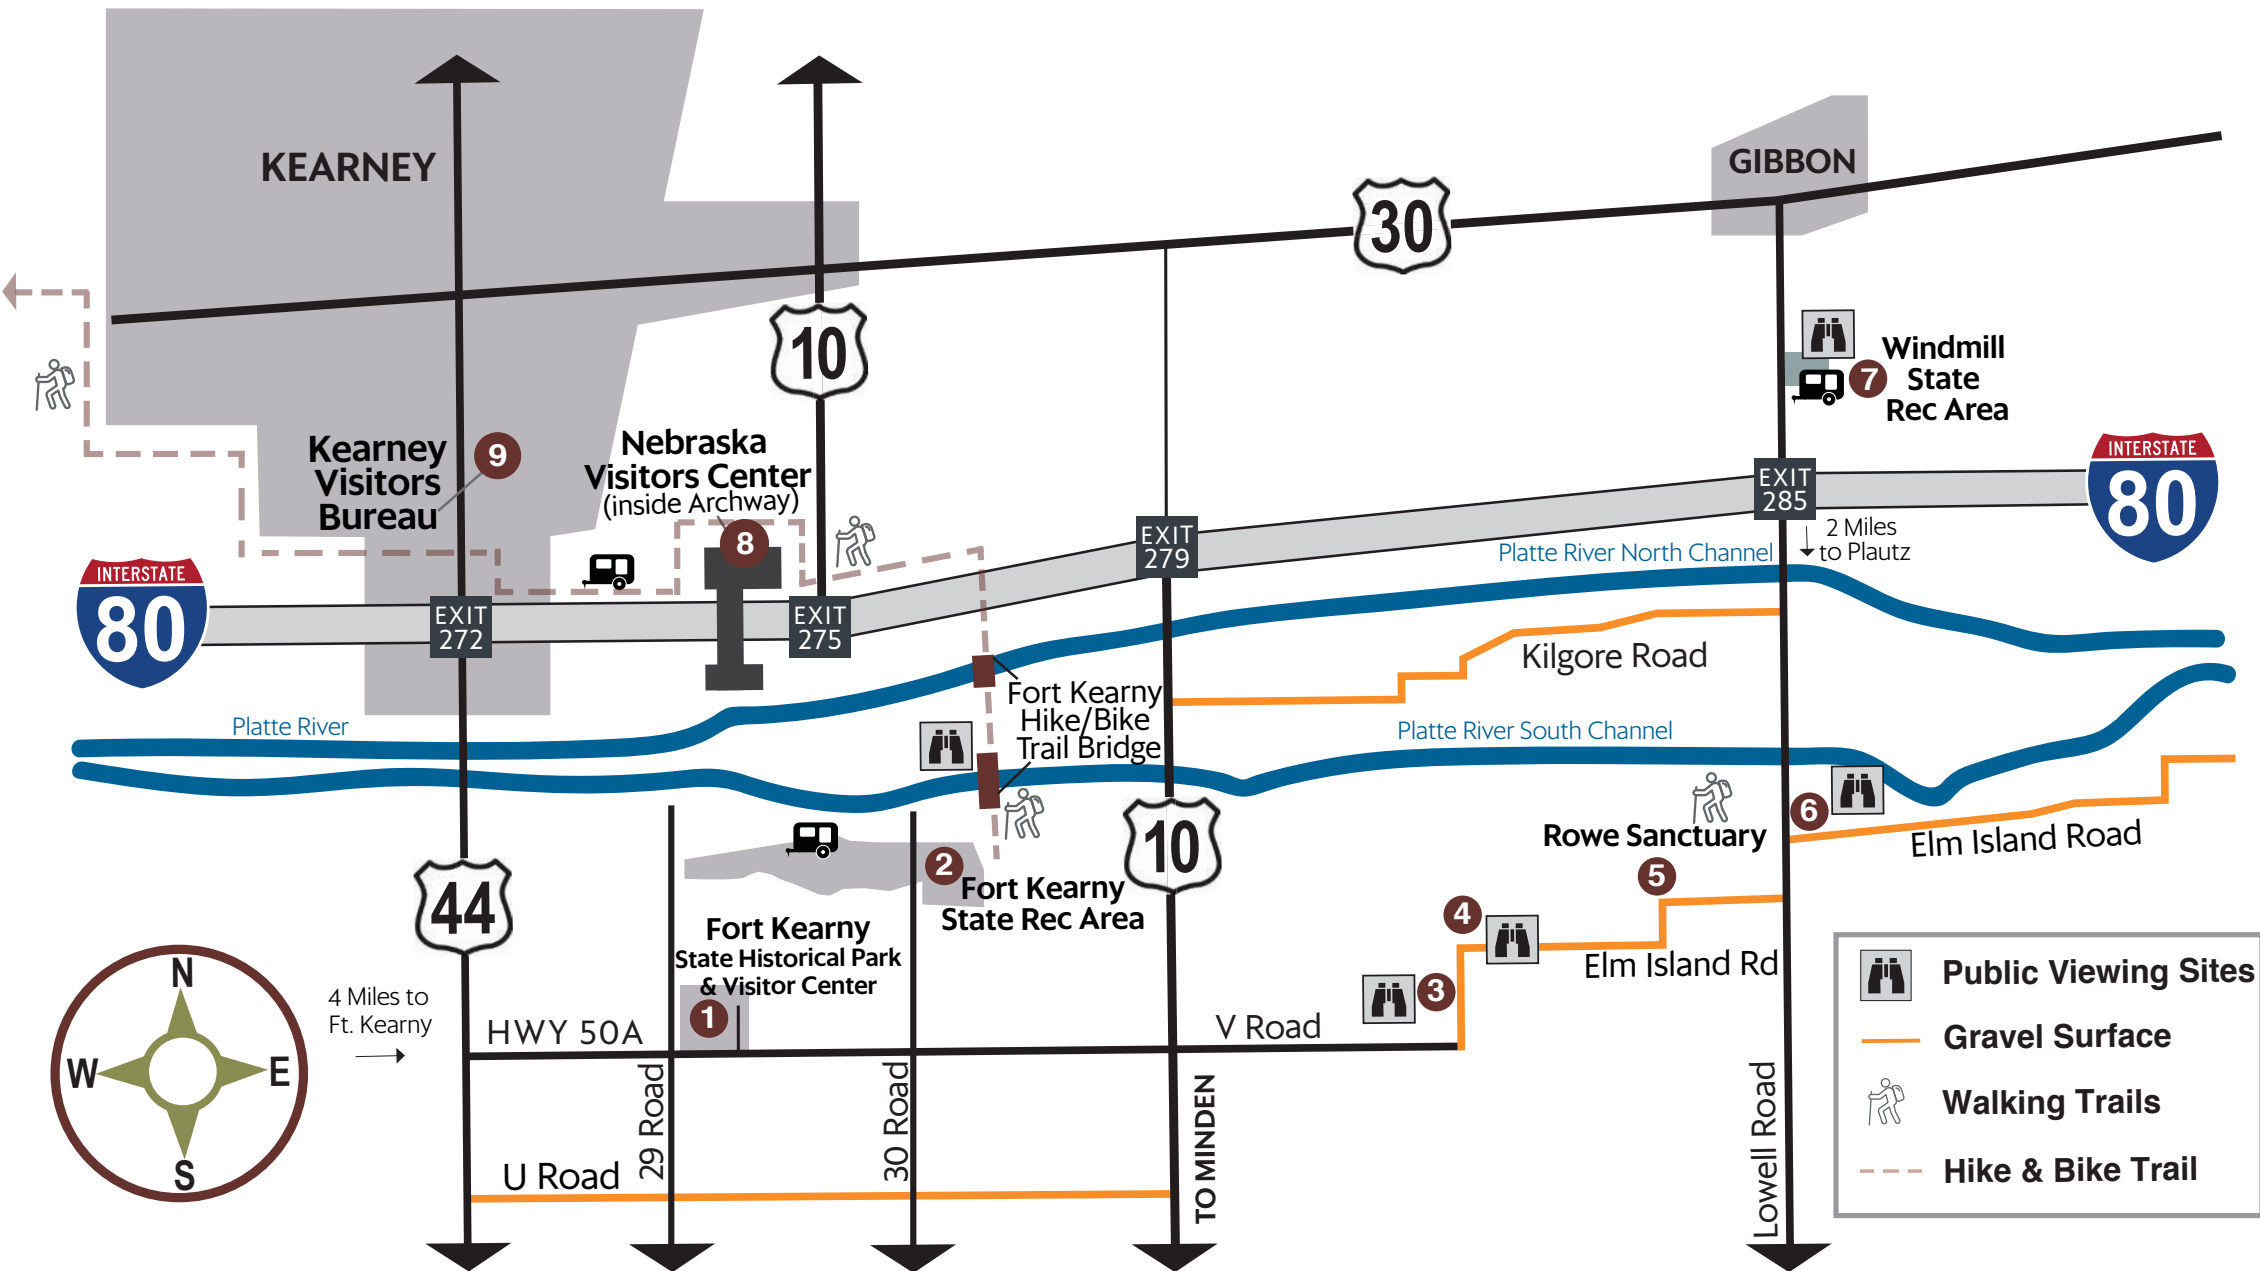 KEARNEY
GIBBON
30
10
Windmill
State
Rec Area
7
Kearney
Visitors
Bureau
9
Nebraska
Visitors Center
(inside Archway)
8
INTERSTATE
80
EXIT
285
2 Miles
to Plautz
EXIT
279
Platte River North Channel
INTERSTATE
80
EXIT
272
EXIT
275
Kilgore Road
Fort Kearny
Hike/Bike
Trail Bridge
Platte River
Platte River South Channel
6
Rowe Sanctuary
Elm Island Road
10
2
Fort Kearny
State Rec Area
5
44
4
Fort Kearny
State Historical Park
& Visitor Center
Elm Island Rd
3
1
N
W
E
S
4 Miles to
Ft. Kearny
HWY 50A
V Road
29 Road
30 Road
TO MINDEN
Lowell Road
U Road
Public Viewing Sites
Gravel Surface
Walking Trails
Hike & Bike Trail